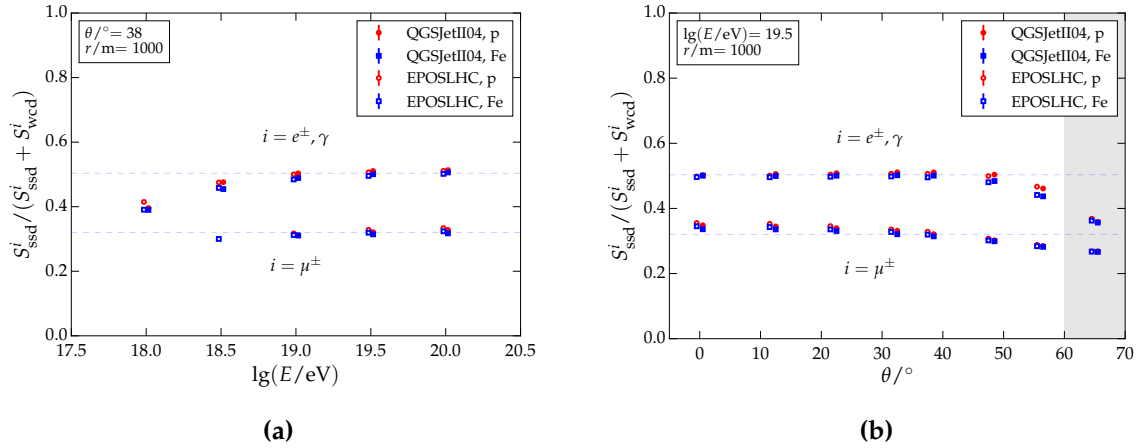 θ/°= 38
r/m= 1000
QGSJetII04, p
QGSJetII04, Fe
EPOSLHC, p
EPOSLHC, Fe
i = e±, γ
i = μ±
S^i_ssd/(S^i_ssd + S^i_wcd)
1.0
0.8
0.6
0.4
0.2
0.0
17.5 18.0 18.5 19.0 19.5 20.0 20.5
lg(E/eV)
(a)
lg(E/eV)= 19.5
r/m= 1000
QGSJetII04, p
QGSJetII04, Fe
EPOSLHC, p
EPOSLHC, Fe
i = e±, γ
i = μ±
S^i_ssd/(S^i_ssd + S^i_wcd)
1.0
0.8
0.6
0.4
0.2
0.0
0 10 20 30 40 50 60 70
θ/°
(b)